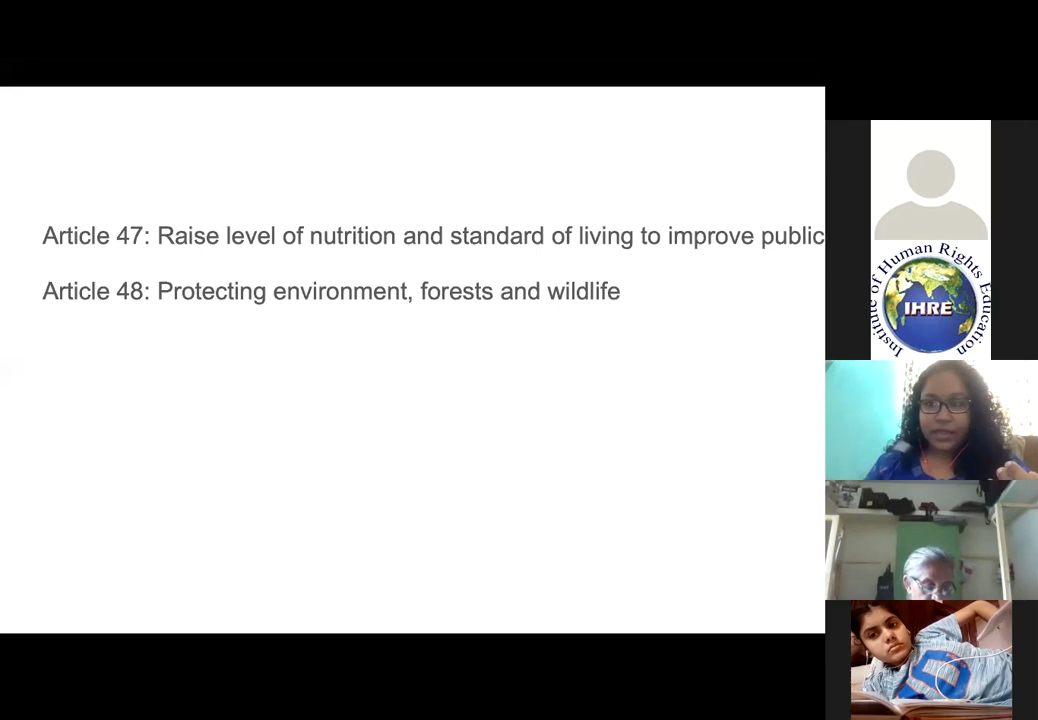 Article 47: Raise level of nutrition and standard of living to improve public
Article 48: Protecting environment, forests and wildlife
Institute of Human Rights Education
IHRE